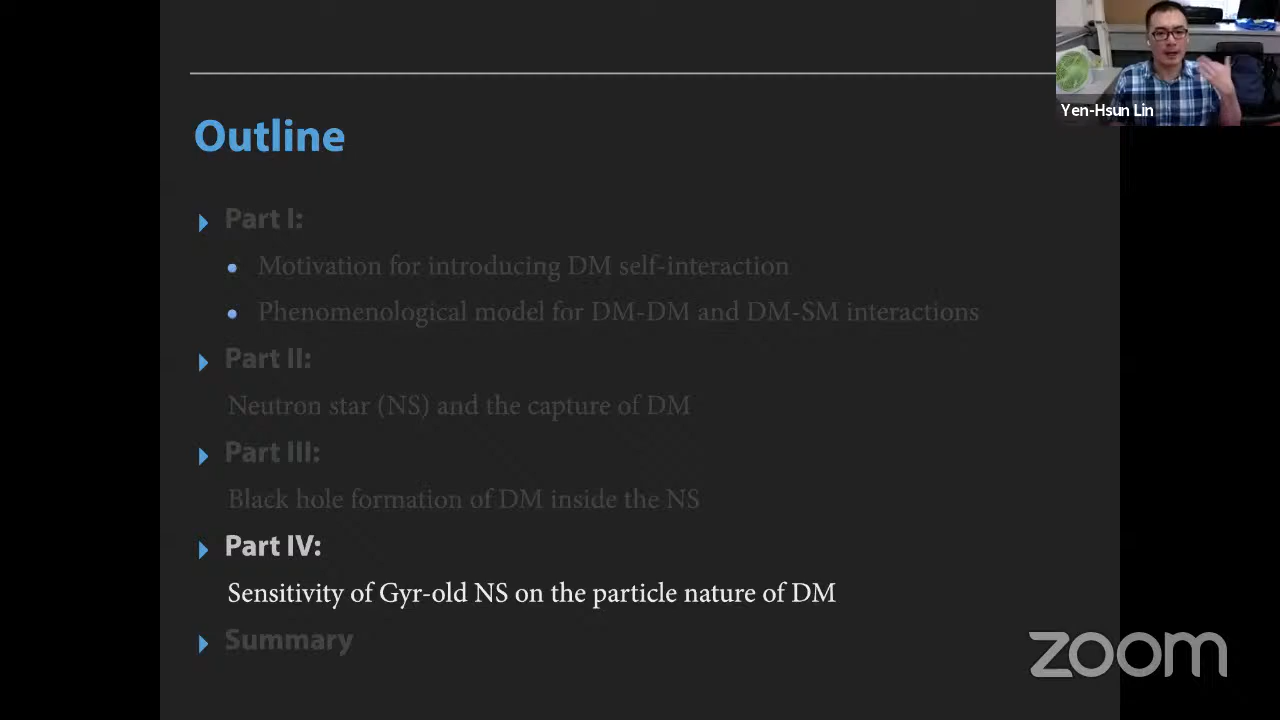 Yen-Hsun Lin
Outline
Part I:
Motivation for introducing DM self-interaction
Phenomenological model for DM-DM and DM-SM interactions
Part II:
Neutron star (NS) and the capture of DM
Part III:
Black hole formation of DM inside the NS
Part IV:
Sensitivity of Gyr-old NS on the particle nature of DM
Summary
zoom